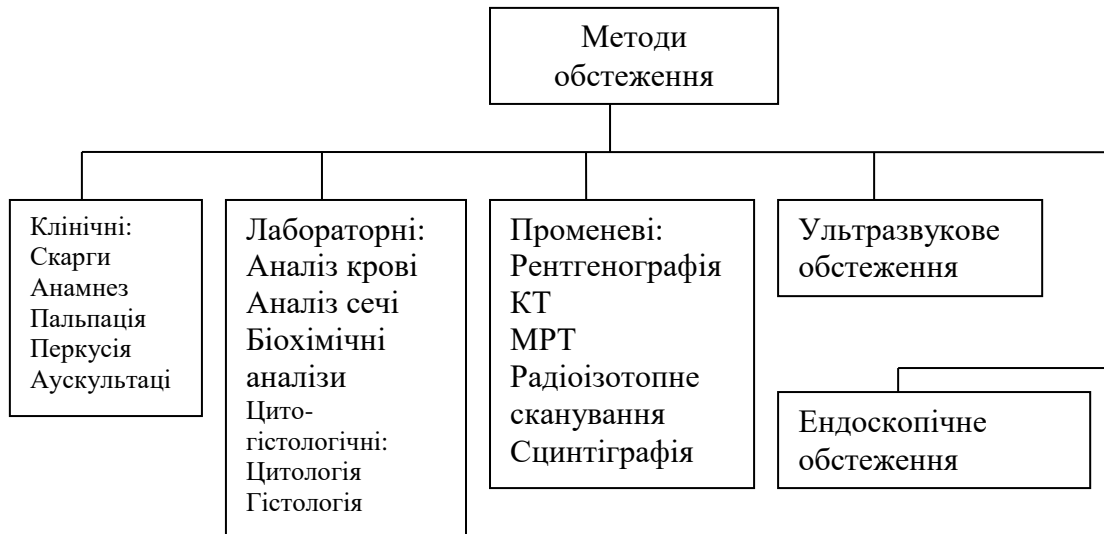 Методи
обстеження
Клінічні:
Скарги
Анамнез
Пальпація
Перкусія
Аускультаці
Лабораторні:
Аналіз крові
Аналіз сечі
Біохімічні
аналізи
Цито-
гістологічні:
Цитологія
Гістологія
Променеві:
Рентгенографія
КТ
МРТ
Радіоізотопне
сканування
Сцинтіграфія
Ультразвукове
обстеження
Ендоскопічне
обстеження